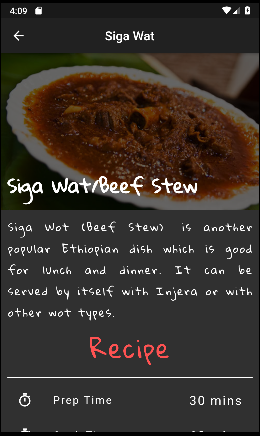 4:09
Siga Wat
Siga Wat/Beef Stew
Siga Wot (Beef Stew) is another
popular Ethiopian dish which is good
for lunch and dinner. It can be
served by itself with Injera or with
other wot types.
Recipe
Prep Time 30 mins